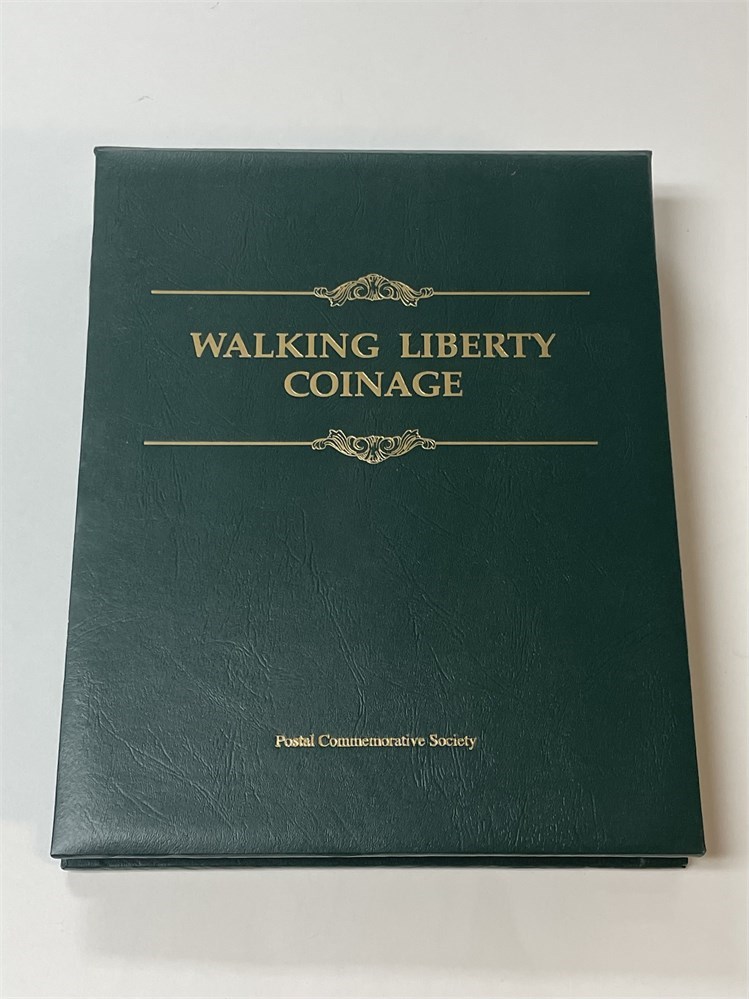 WALKING LIBERTY
COINAGE
Postal Commemorative Society